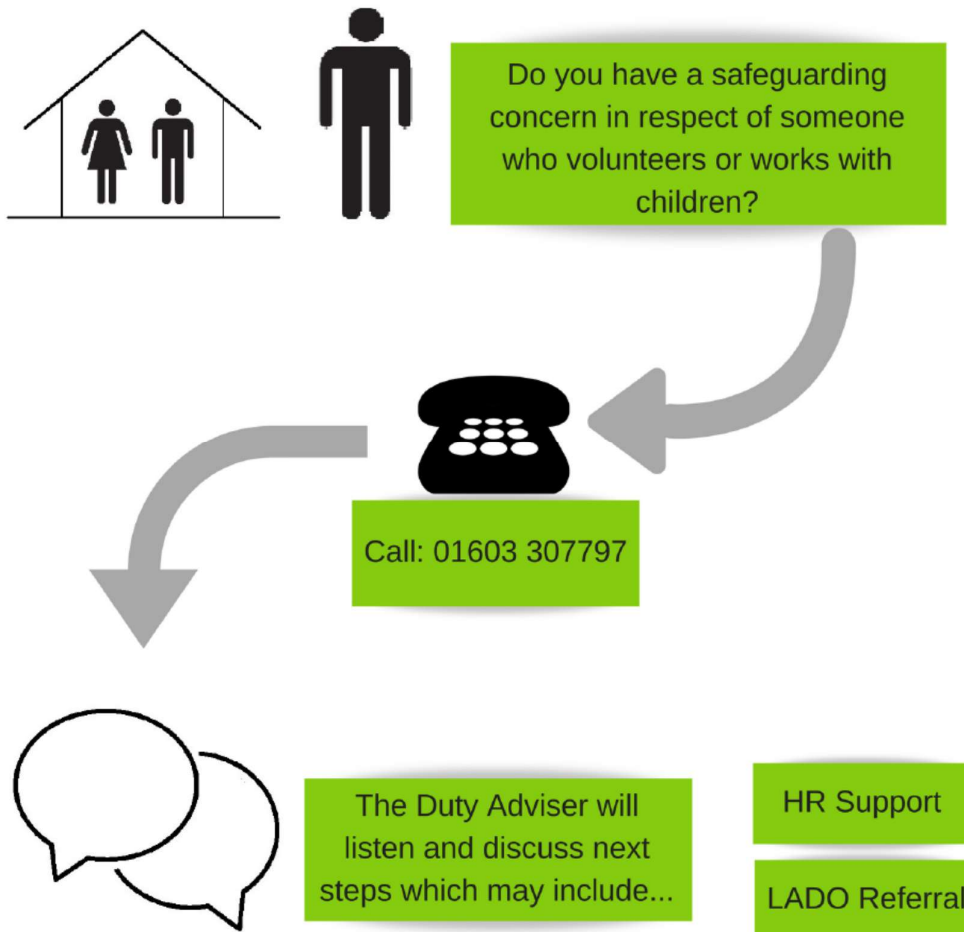 Do you have a safeguarding
concern in respect of someone
who volunteers or works with
children?
Call: 01603 307797
The Duty Adviser will
listen and discuss next
steps which may include...
HR Support
LADO Referral